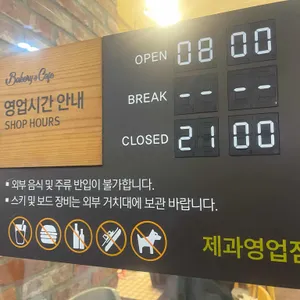 Bakery & Cafe
영업시간 안내
SHOP HOURS
OPEN 08 00
BREAK -- --
CLOSED 21 00
▪ 외부 음식 및 주류 반입이 불가합니다.
▪ 스키 및 보드 장비는 외부 거치대에 보관 바랍니다.
제과영업점